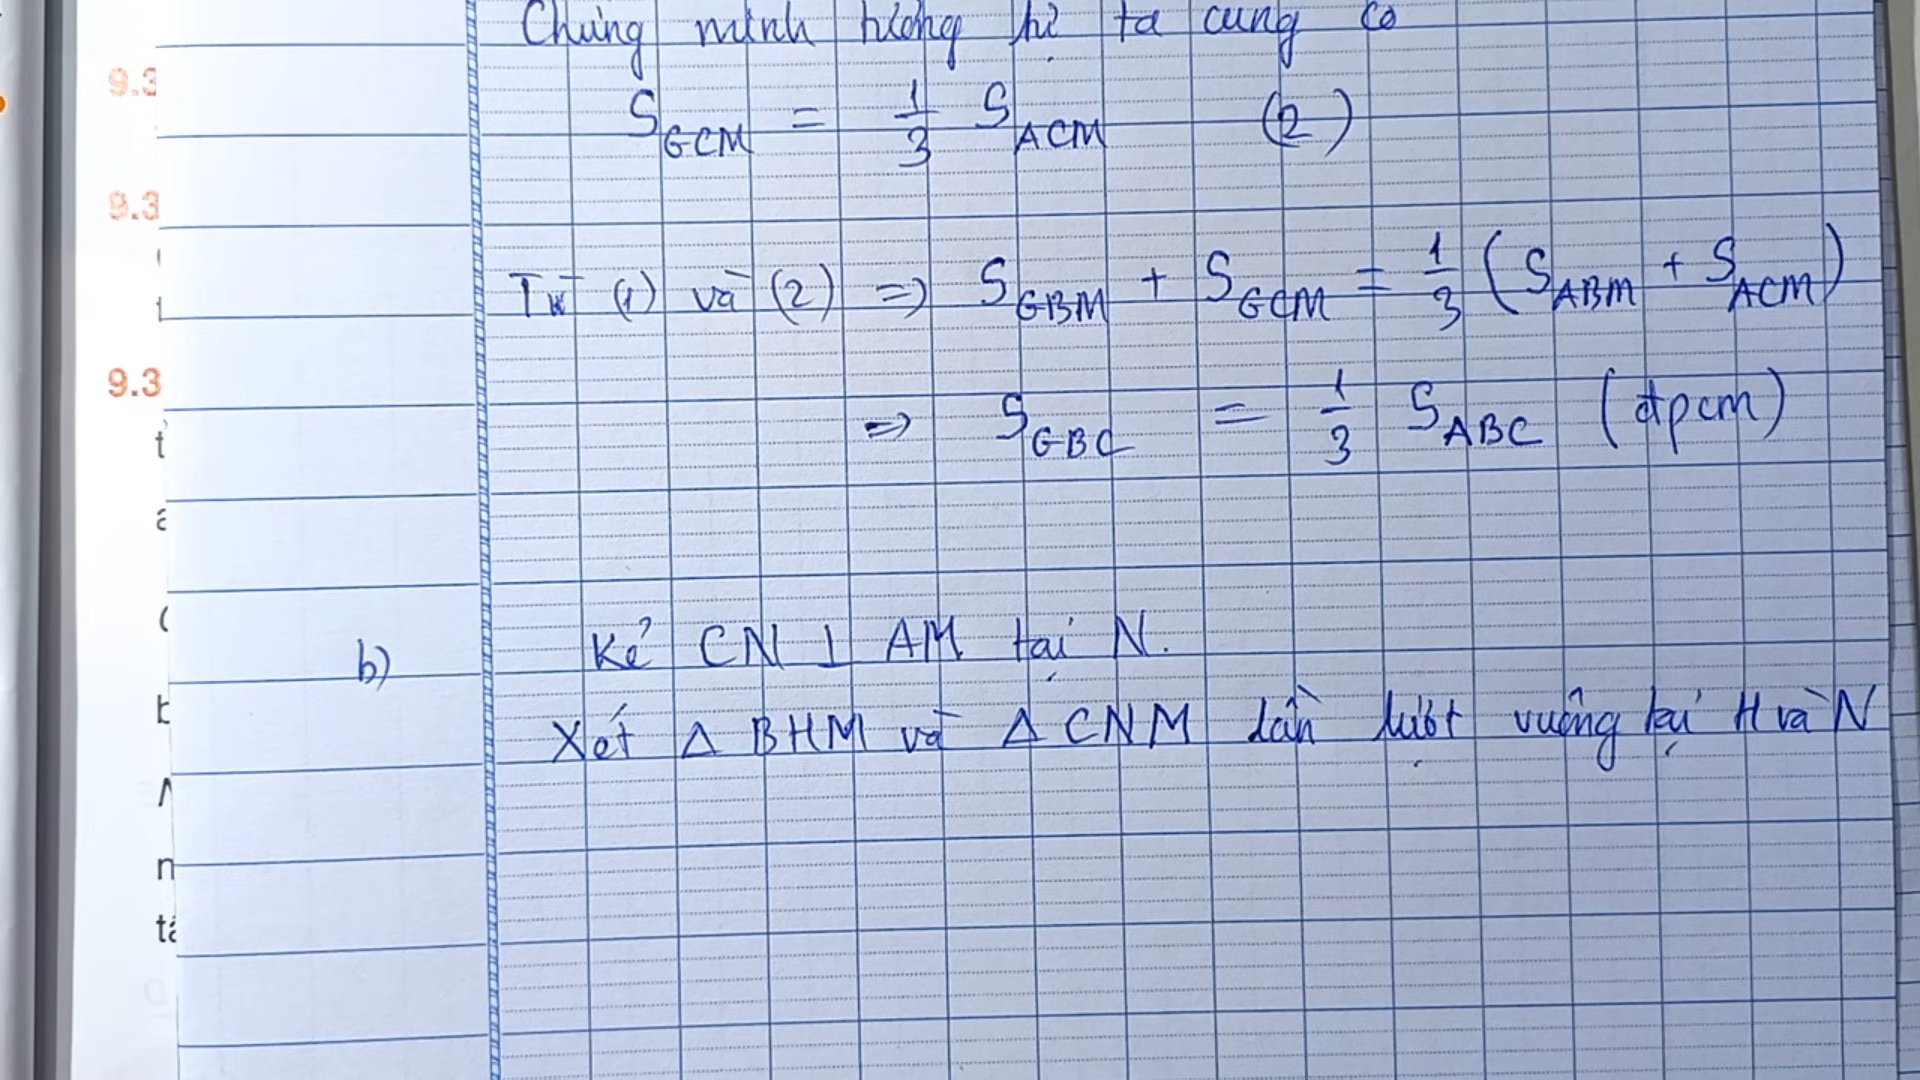 Chứng minh tương tự ta cũng có
9.3
S_GCM = 1/3 S_ACM (2)
9.3
Từ (1) và (2) => S_GBM + S_GCM = 1/3 (S_ABM + S_ACM)
9.3
=> S_GBC = 1/3 S_ABC (đpcm)
b) Kẻ CN ⊥ AM tại N.
Xét Δ BHM và Δ CNM lần lượt vuông tại H và N